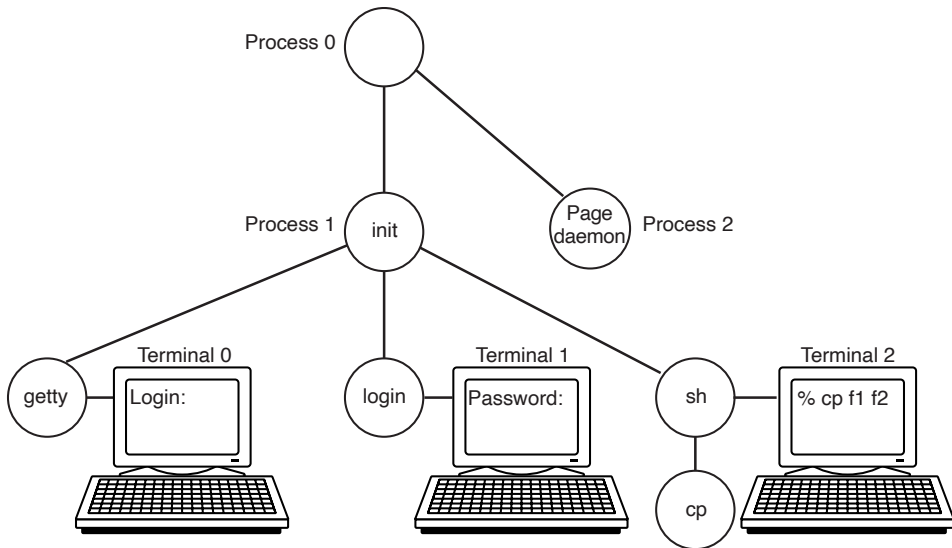 Process 0
Process 1
init
Page
daemon
Process 2
Terminal 0
Terminal 1
Terminal 2
getty
Login:
login
Password:
sh
% cp f1 f2
cp